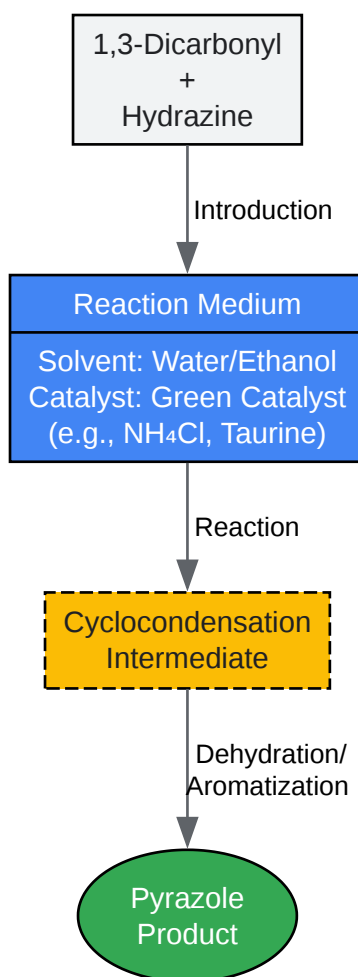 1,3-Dicarbonyl
+
Hydrazine
Introduction
Reaction Medium
Solvent: Water/Ethanol
Catalyst: Green Catalyst
(e.g., NH₄Cl, Taurine)
Reaction
Cyclocondensation
Intermediate
Dehydration/
Aromatization
Pyrazole
Product